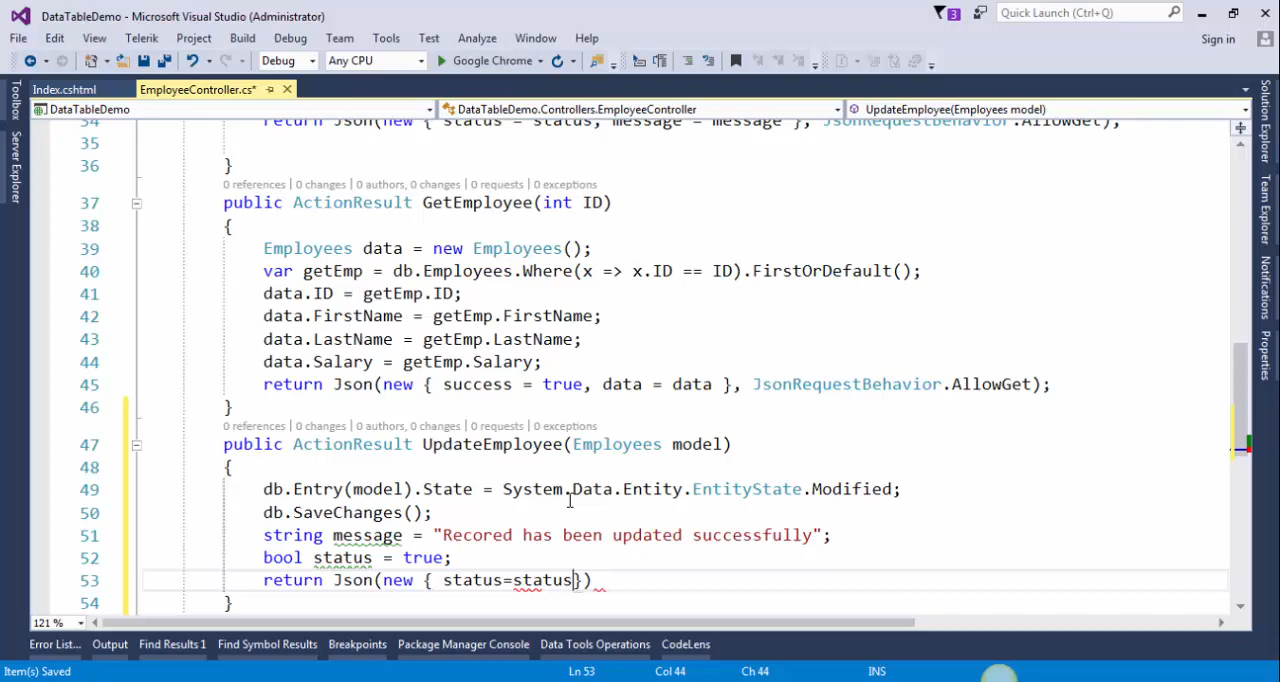 DataTableDemo - Microsoft Visual Studio (Administrator)
3
Quick Launch (Ctrl+Q)
File Edit View Telerik Project Build Debug Team Tools Test Analyze Window Help
Sign in
Debug Any CPU Google Chrome
Index.cshtml EmployeeController.cs*
DataTableDemo DataTableDemo.Controllers.EmployeeController UpdateEmployee(Employees model)
Toolbox
Server Explorer
34 return Json(new { status = status, message = message }, JsonRequestBehavior.AllowGet);
35
36 }
0 references | 0 changes | 0 authors, 0 changes | 0 requests | 0 exceptions
37 public ActionResult GetEmployee(int ID)
38 {
39 Employees data = new Employees();
40 var getEmp = db.Employees.Where(x => x.ID == ID).FirstOrDefault();
41 data.ID = getEmp.ID;
42 data.FirstName = getEmp.FirstName;
43 data.LastName = getEmp.LastName;
44 data.Salary = getEmp.Salary;
45 return Json(new { success = true, data = data }, JsonRequestBehavior.AllowGet);
46 }
0 references | 0 changes | 0 authors, 0 changes | 0 requests | 0 exceptions
47 public ActionResult UpdateEmployee(Employees model)
48 {
49 db.Entry(model).State = System.Data.Entity.EntityState.Modified;
50 db.SaveChanges();
51 string message = "Recored has been updated successfully";
52 bool status = true;
53 return Json(new { status=status})
54 }
Solution Explorer
Team Explorer
Notifications
Properties
121 %
Error List... Output Find Results 1 Find Symbol Results Breakpoints Package Manager Console Data Tools Operations CodeLens
Item(s) Saved Ln 53 Col 44 Ch 44 INS